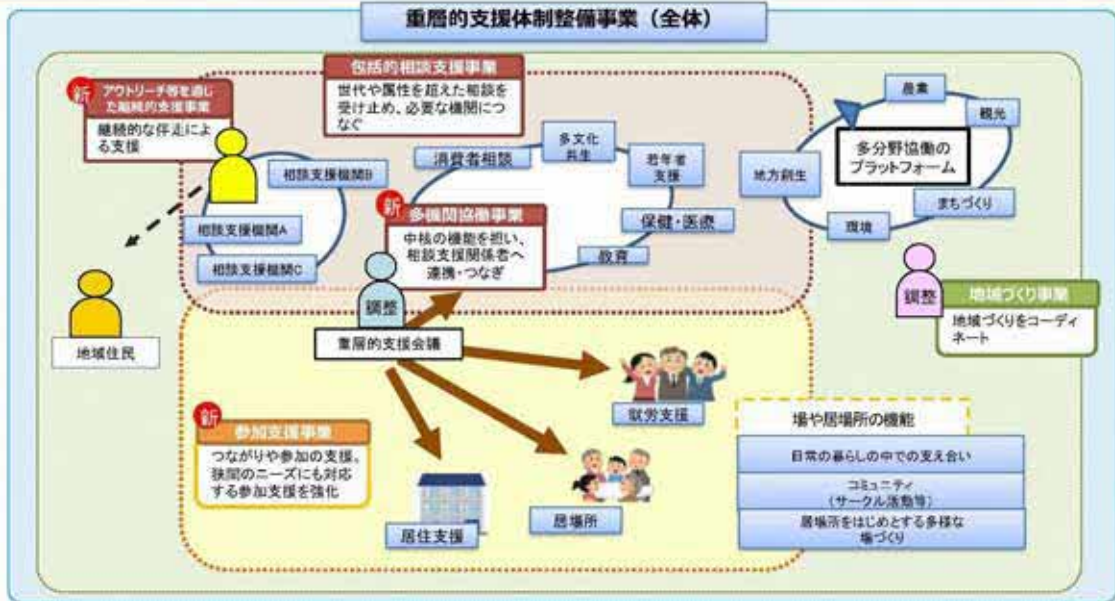 重層的支援体制整備事業（全体）
新
アウトリーチ等を通じ
た継続的支援事業
継続的な伴走によ
る支援
包括的相談支援事業
世代や属性を超えた相談を
受け止め、必要な機関につ
なぐ
相談支援機関B
相談支援機関A
相談支援機関C
消費者相談
多文化
共生
若年者
支援
保健・医療
教育
新
多機関協働事業
中核の機能を担い、
相談支援関係者へ
連携・つなぎ
調整
重層的支援会議
産業
観光
多分野協働の
プラットフォーム
地方創生
まちづくり
環境
調整
地域づくり事業
地域づくりをコーディ
ネート
地域住民
新
参加支援事業
つながりや参加の支援、
狭間のニーズにも対応
する参加支援を強化
就労支援
居場所
居住支援
場や居場所の機能
日常の暮らしの中での支え合い
コミュニティ
（サークル活動等）
居場所をはじめとする多様な
場づくり